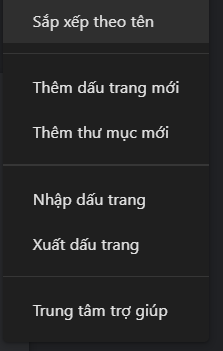 Sắp xếp theo tên
Thêm dấu trang mới
Thêm thư mục mới
Nhập dấu trang
Xuất dấu trang
Trung tâm trợ giúp